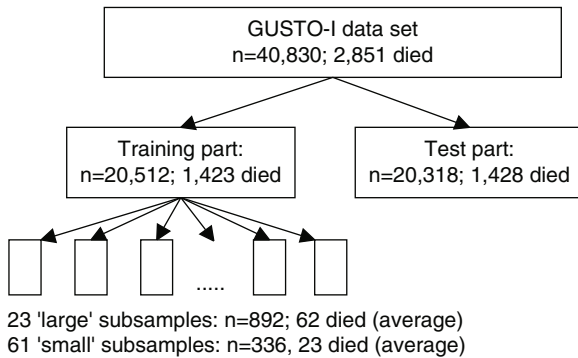 GUSTO-I data set
n=40,830; 2,851 died
Training part:
n=20,512; 1,423 died
Test part:
n=20,318; 1,428 died
.....
23 'large' subsamples: n=892; 62 died (average)
61 'small' subsamples: n=336, 23 died (average)